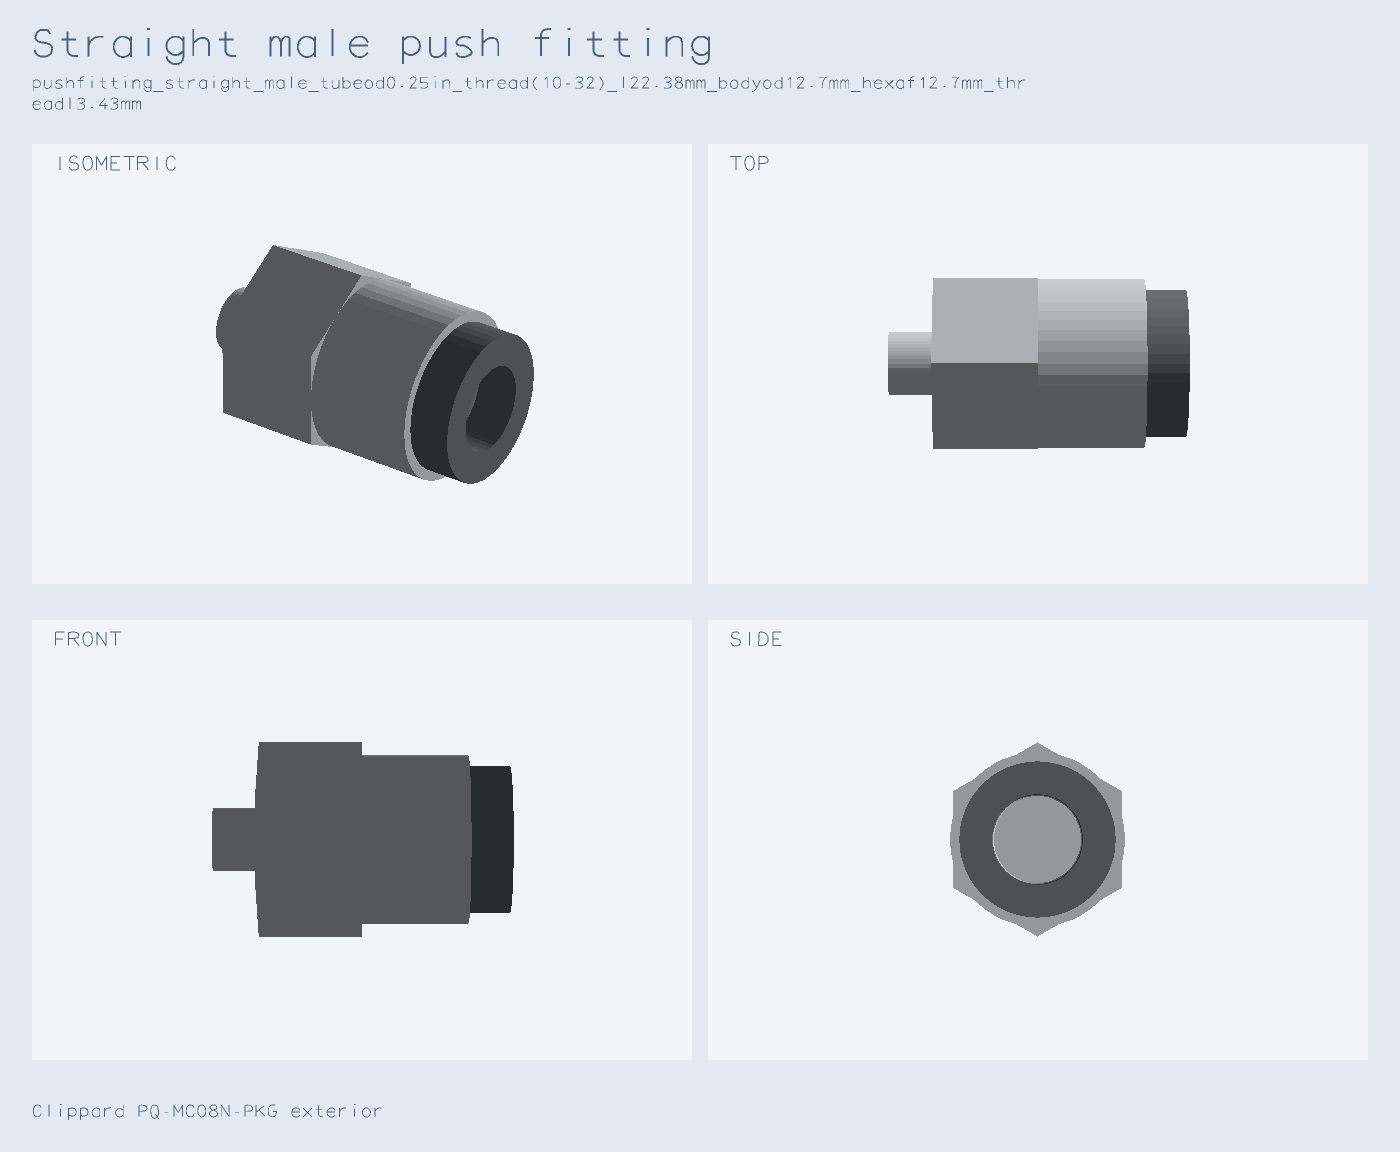 Straight male push fitting
pushfitting_straight_male_tubeod0.25in_thread(10-32)_l22.38mm_bodyod12.7mm_hexaf12.7mm_thr
eadl3.43mm
ISOMETRIC
TOP
FRONT
SIDE
Clippard PQ-MC08N-PKG exterior